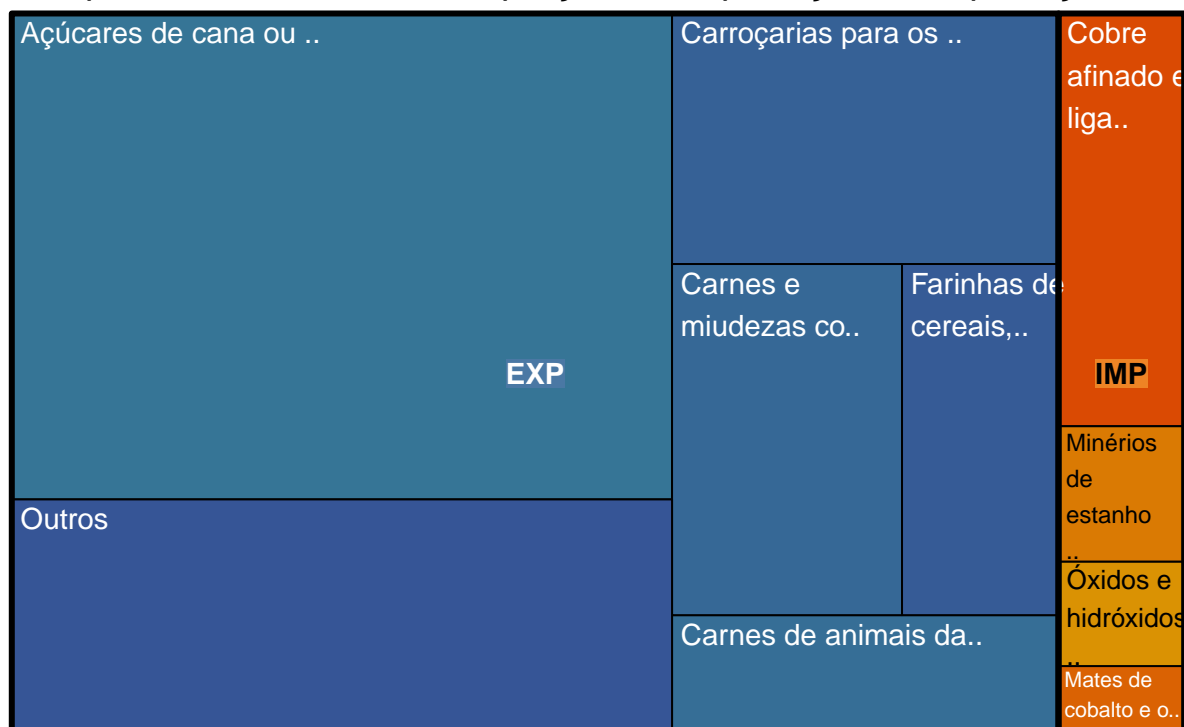 Açúcares de cana ou ..
Carroçarias para os ..
Cobre
afinado e
liga..
Carnes e
miudezas co..
Farinhas de
cereais,..
EXP
IMP
Minérios
de
estanho
..
Outros
Óxidos e
hidróxidos
..
Carnes de animais da..
Mates de
cobalto e o..